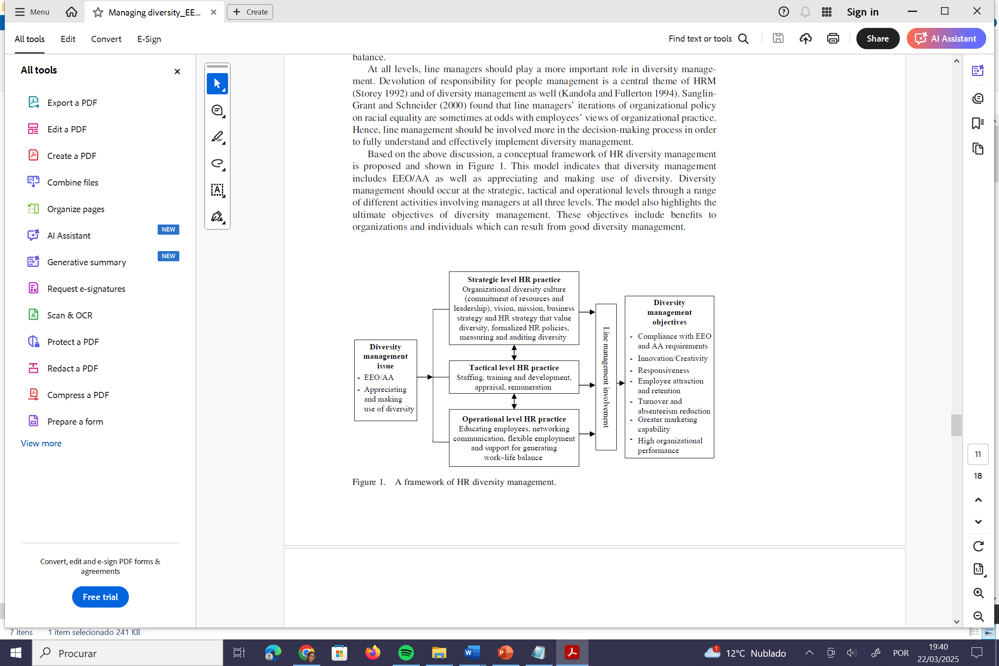 Menu
Managing diversity_EE...
Create
Sign in
All tools
Edit
Convert
E-Sign
Find text or tools
Share
AI Assistant
All tools
Export a PDF
Edit a PDF
Create a PDF
Combine files
Organize pages
AI Assistant
NEW
Generative summary
NEW
Request e-signatures
Scan & OCR
Protect a PDF
Redact a PDF
Compress a PDF
Prepare a form
View more
Convert, edit and e-sign PDF forms &
agreements
Free trial
balance.
At all levels, line managers should play a more important role in diversity manage-
ment. Devolution of responsibility for people management is a central theme of HRM
(Storey 1992) and of diversity management as well (Kandola and Fullerton 1994). Sanglin-
Grant and Schneider (2000) found that line managers’ iterations of organizational policy
on racial equality are sometimes at odds with employees’ views of organizational practice.
Hence, line management should be involved more in the decision-making process in order
to fully understand and effectively implement diversity management.
Based on the above discussion, a conceptual framework of HR diversity management
is proposed and shown in Figure 1. This model indicates that diversity management
includes EEO/AA as well as appreciating and making use of diversity. Diversity
management should occur at the strategic, tactical and operational levels through a range
of different activities involving managers at all three levels. The model also highlights the
ultimate objectives of diversity management. These objectives include benefits to
organizations and individuals which can result from good diversity management.
Diversity
management
issue
- EEO/AA
- Appreciating
and making
use of diversity
Strategic level HR practice
Organizational diversity culture
(commitment of resources and
leadership), vision, mission, business
strategy and HR strategy that value
diversity, formalized HR policies,
measuring and auditing diversity
Tactical level HR practice
Staffing, training and development,
appraisal, remuneration
Operational level HR practice
Educating employees, networking
communication, flexible employment
and support for generating
work–life balance
Line management involvement
Diversity
management
objectives
- Compliance with EEO
and AA requirements
- Innovation/Creativity
- Responsiveness
- Employee attraction
and retention
- Turnover and
absenteeism reduction
- Greater marketing
capability
- High organizational
performance
Figure 1. A framework of HR diversity management.
11
18
1:1
7 itens
1 item selecionado 241 KB
Procurar
1
12°C Nublado
POR
19:40
22/03/2025